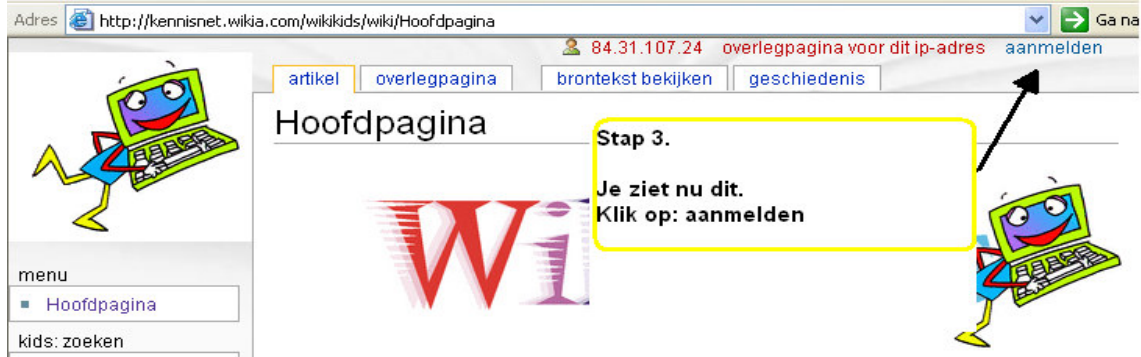 Adres http://kennisnet.wikia.com/wikikids/wiki/Hoofdpagina Ga na
84.31.107.24 overlegpagina voor dit ip-adres aanmelden
artikel overlegpagina brontekst bekijken geschiedenis
Hoofdpagina
Stap 3.
Je ziet nu dit.
Klik op: aanmelden
Wi
menu
Hoofdpagina
kids: zoeken